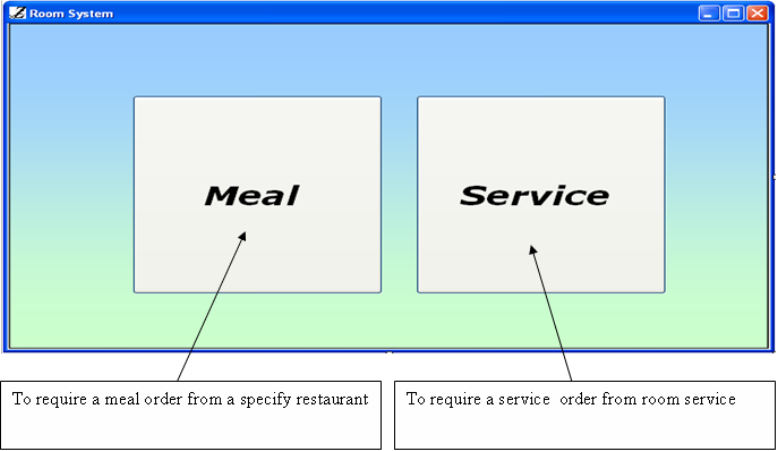 Room System
Meal
Service
To require a meal order from a specify restaurant
To require a service order from room service